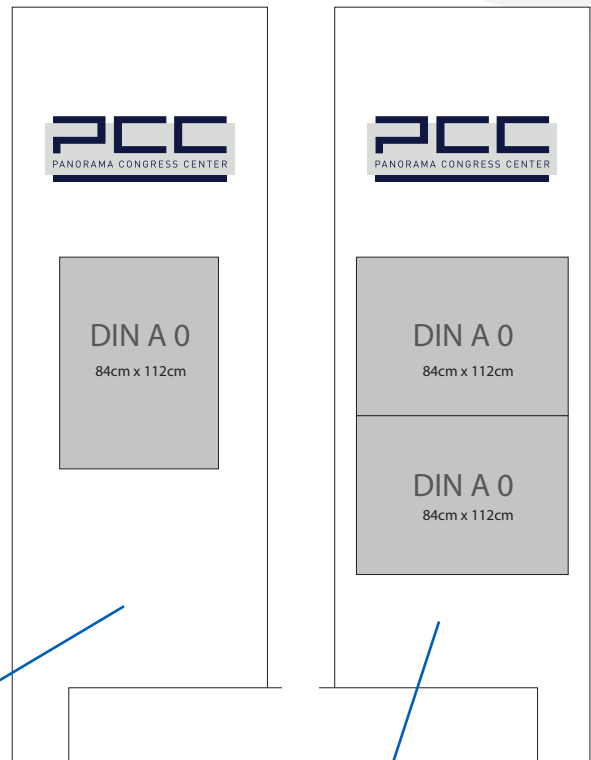 PCC
PANORAMA CONGRESS CENTER
DIN A 0
84cm x 112cm
PCC
PANORAMA CONGRESS CENTER
DIN A 0
84cm x 112cm
DIN A 0
84cm x 112cm